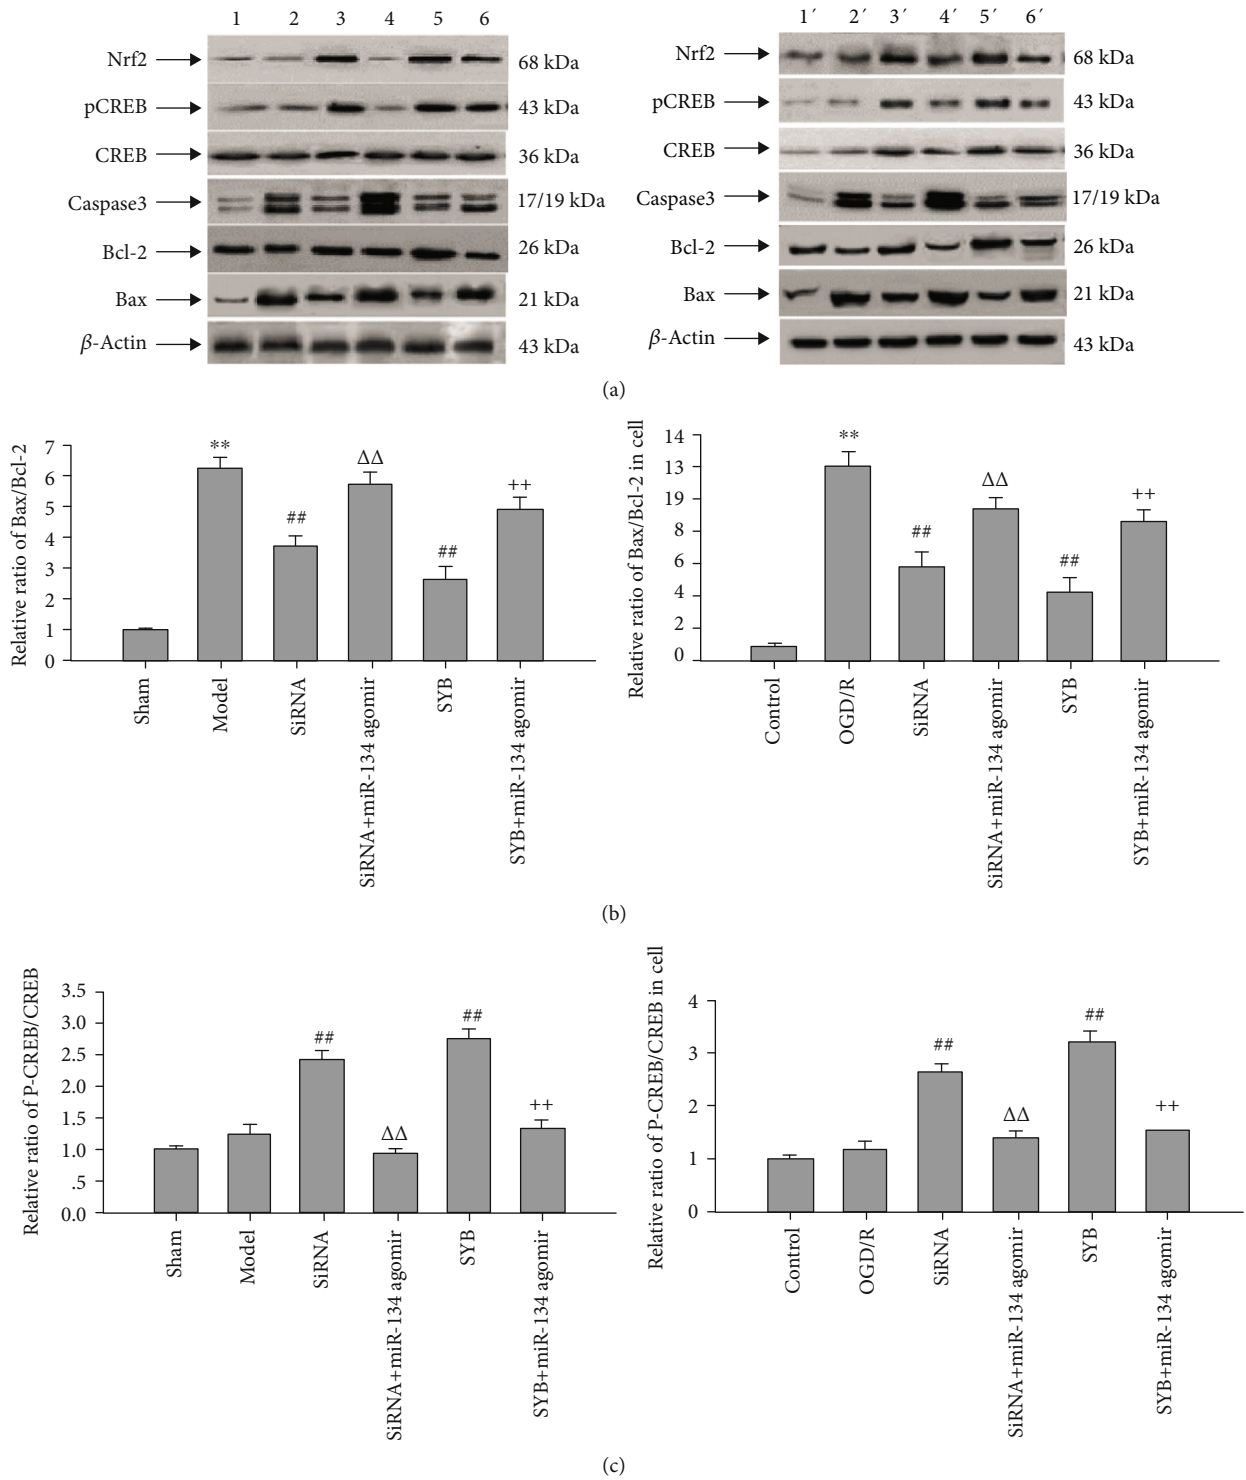 1 2 3 4 5 6
Nrf2 68 kDa
pCREB 43 kDa
CREB 36 kDa
Caspase3 17/19 kDa
Bcl-2 26 kDa
Bax 21 kDa
β-Actin 43 kDa
1′ 2′ 3′ 4′ 5′ 6′
Nrf2 68 kDa
pCREB 43 kDa
CREB 36 kDa
Caspase3 17/19 kDa
Bcl-2 26 kDa
Bax 21 kDa
β-Actin 43 kDa
(a)
Relative ratio of Bax/Bcl-2
7
6
5
4
3
2
1
0
**
##
ΔΔ
##
++
Sham
Model
SiRNA
SiRNA+miR-134 agomir
SYB
SYB+miR-134 agomir
Relative ratio of Bax/Bcl-2 in cell
14
13
19
8
6
4
2
0
**
##
ΔΔ
##
++
Control
OGD/R
SiRNA
SiRNA+miR-134 agomir
SYB
SYB+miR-134 agomir
(b)
Relative ratio of P-CREB/CREB
3.5
3.0
2.5
2.0
1.5
1.0
.5
0.0
##
ΔΔ
##
++
Sham
Model
SiRNA
SiRNA+miR-134 agomir
SYB
SYB+miR-134 agomir
Relative ratio of P-CREB/CREB in cell
4
3
2
1
0
##
ΔΔ
##
++
Control
OGD/R
SiRNA
SiRNA+miR-134 agomir
SYB
SYB+miR-134 agomir
(c)